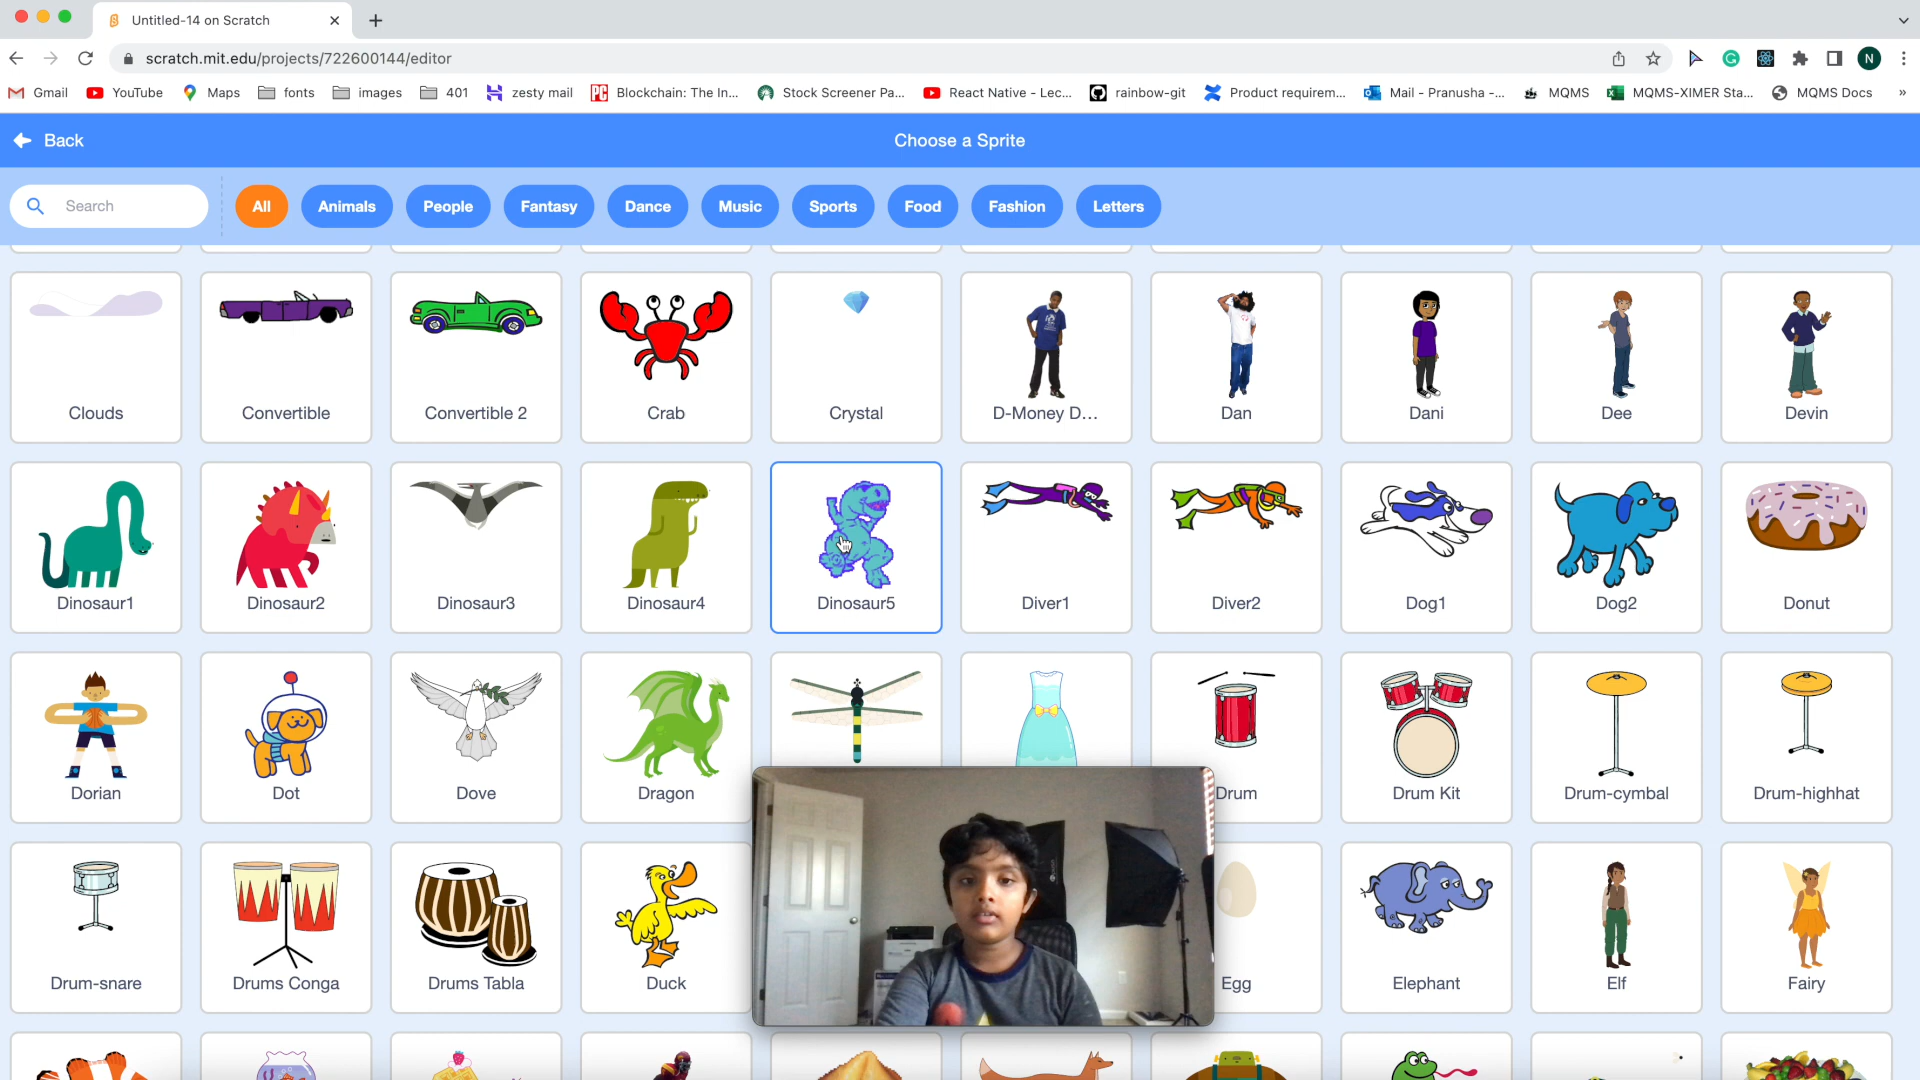 Untitled-14 on Scratch
scratch.mit.edu/projects/722600144/editor
N
Gmail YouTube Maps fonts images 401 zesty mail Blockchain: The In... Stock Screener Pa... React Native - Lec... rainbow-git Product requirem... Mail - Pranusha -... MQMS MQMS-XIMER Sta... MQMS Docs »
Back Choose a Sprite
Search All Animals People Fantasy Dance Music Sports Food Fashion Letters
Clouds Convertible Convertible 2 Crab Crystal D-Money D... Dan Dani Dee Devin
Dinosaur1 Dinosaur2 Dinosaur3 Dinosaur4 Dinosaur5 Diver1 Diver2 Dog1 Dog2 Donut
Dorian Dot Dove Dragon Drum Drum Kit Drum-cymbal Drum-highhat
Drum-snare Drums Conga Drums Tabla Duck Egg Elephant Elf Fairy